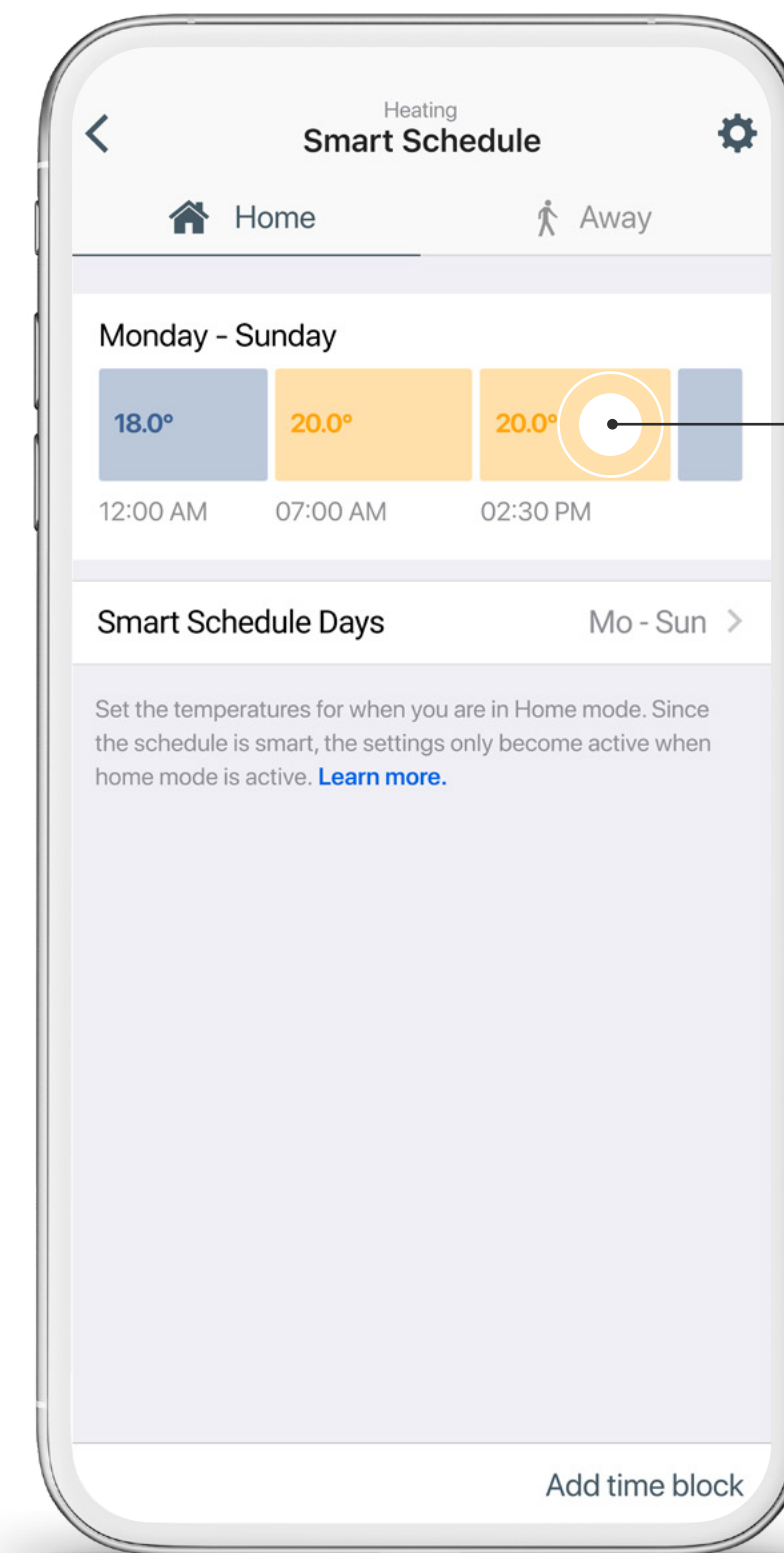 Heating
Smart Schedule
Home Away
Monday - Sunday
18.0° 20.0° 20.0°
12:00 AM 07:00 AM 02:30 PM
Smart Schedule Days Mo - Sun
Set the temperatures for when you are in Home mode. Since
the schedule is smart, the settings only become active when
home mode is active. Learn more.
Add time block